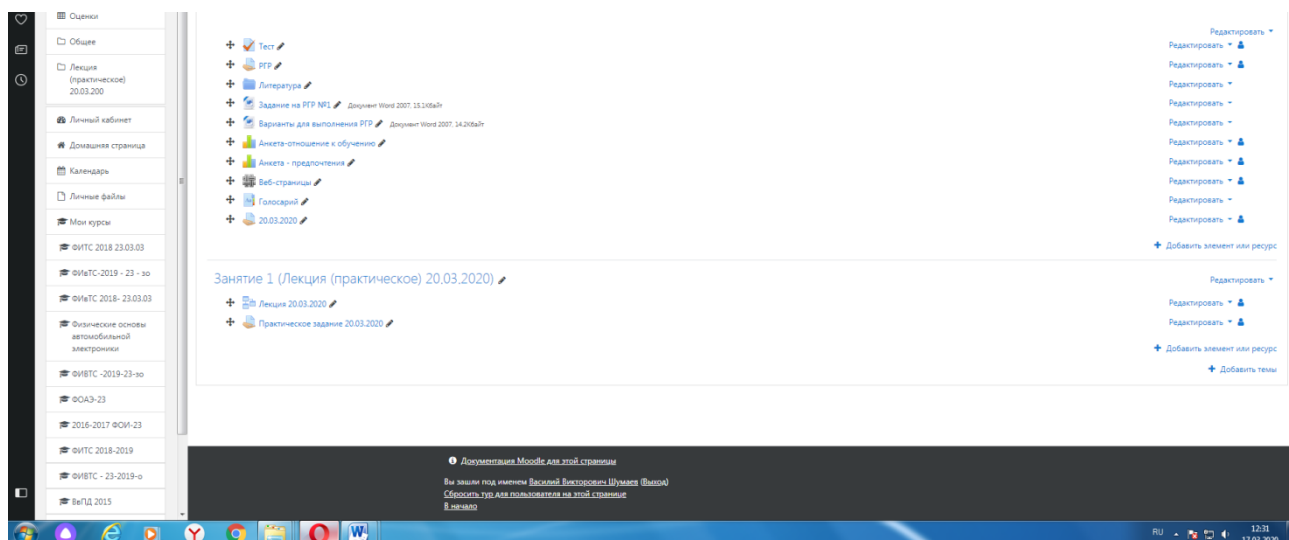 Оценки
Общее
Лекция
(практическое)
20.03.200
Личный кабинет
Домашняя страница
Календарь
Личные файлы
Мои курсы
ФИТС 2018 23.03.03
ФИвТС-2019 - 23 - зо
ФИвТС 2018- 23.03.03
Физические основы
автомобильной
электроники
ФИВТС -2019-23-зо
ФОАЭ-23
2016-2017 ФОИ-23
ФИТС 2018-2019
ФИВТС - 23-2019-о
ВвПД 2015
Редактировать
Тест Редактировать
РГР Редактировать
Литература Редактировать
Задание на РГР №1 Документ Word 2007, 15.1Кбайт Редактировать
Варианты для выполнения РГР Документ Word 2007, 14.2Кбайт Редактировать
Анкета-отношение к обучению Редактировать
Анкета - предпочтения Редактировать
Веб-страницы Редактировать
Голосарий Редактировать
20.03.2020 Редактировать
Добавить элемент или ресурс
Занятие 1 (Лекция (практическое) 20.03.2020) Редактировать
Лекция 20.03.2020 Редактировать
Практическое задание 20.03.2020 Редактировать
Добавить элемент или ресурс
Добавить темы
Документация Moodle для этой страницы
Вы зашли под именем Василий Викторович Шумаев (Выход)
Сбросить тур для пользователя на этой странице
В начало
RU 12:31
17.03.2020